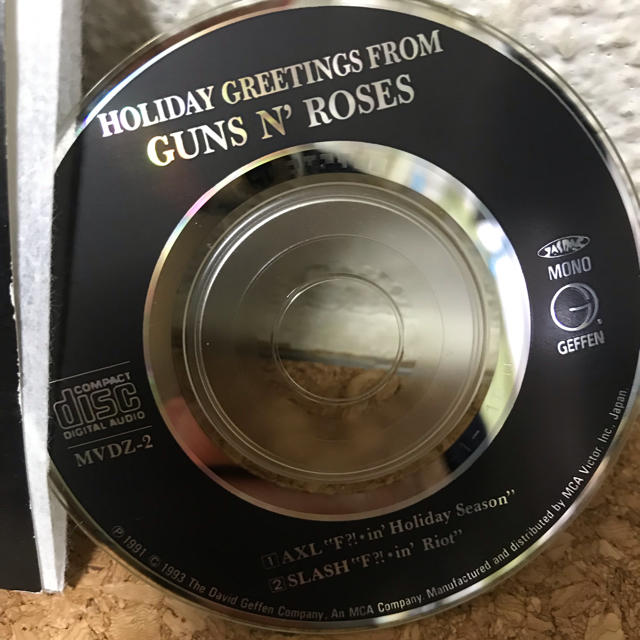 HOLIDAY GREETINGS FROM
GUNS N' ROSES
MONO
GEFFEN
COMPACT
disc
DIGITAL AUDIO
MVDZ-2
1 AXL "F?!•in' Holiday Season"
2 SLASH "F?!•in' Riot"
Ⓟ1991 © 1993 The David Geffen Company, An MCA Company. Manufactured and distributed by MCA Victor, Inc., Japan